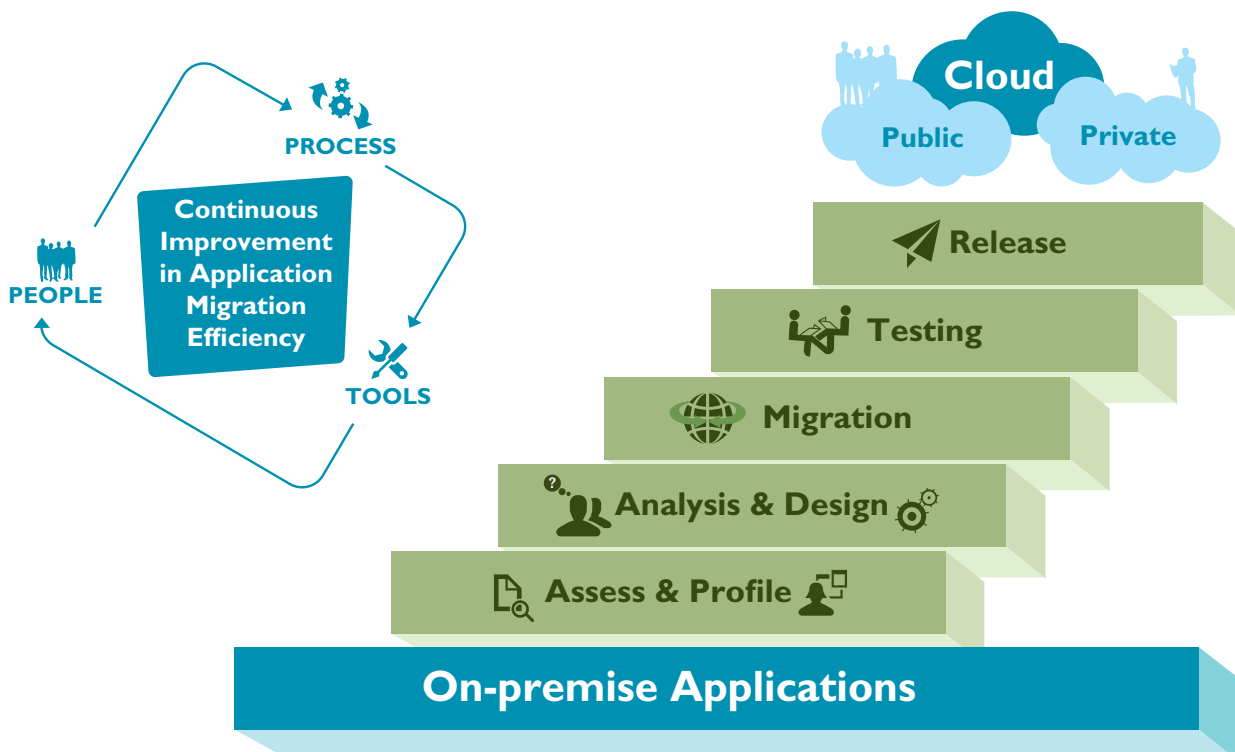 PROCESS
Continuous
Improvement
in Application
Migration
Efficiency
PEOPLE
TOOLS
Cloud
Public
Private
Release
Testing
Migration
?
Analysis & Design
Assess & Profile
On-premise Applications